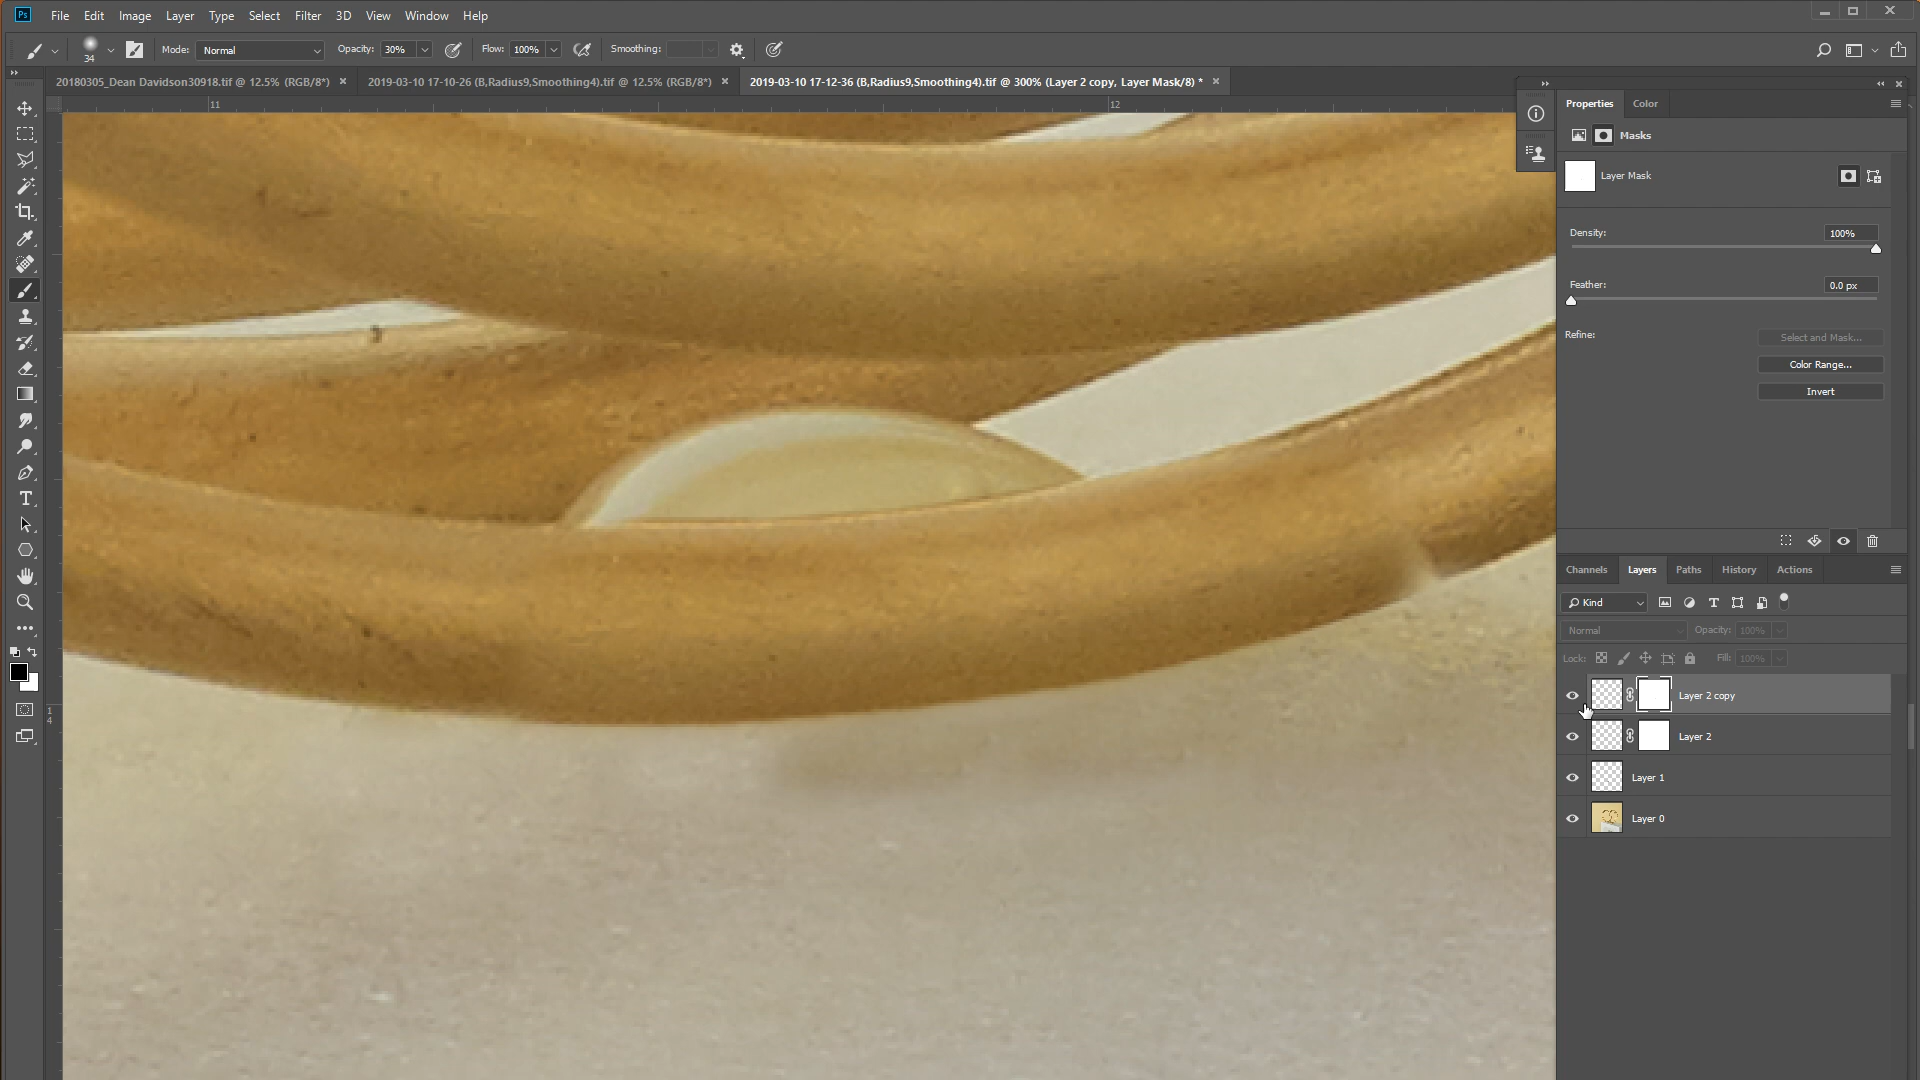 Ps File Edit Image Layer Type Select Filter 3D View Window Help
34 Mode: Normal Opacity: 30% Flow: 100% Smoothing:
20180305_Dean Davidson30918.tif @ 12.5% (RGB/8*) 2019-03-10 17-10-26 (B,Radius9,Smoothing4).tif @ 12.5% (RGB/8*) 2019-03-10 17-12-36 (B,Radius9,Smoothing4).tif @ 300% (Layer 2 copy, Layer Mask/8) *
11 12
Properties Color
Masks
Layer Mask
Density: 100%
Feather: 0.0 px
Refine: Select and Mask...
Color Range...
Invert
Channels Layers Paths History Actions
Kind
Normal Opacity: 100%
Lock: Fill: 100%
Layer 2 copy
Layer 2
Layer 1
Layer 0
1
4